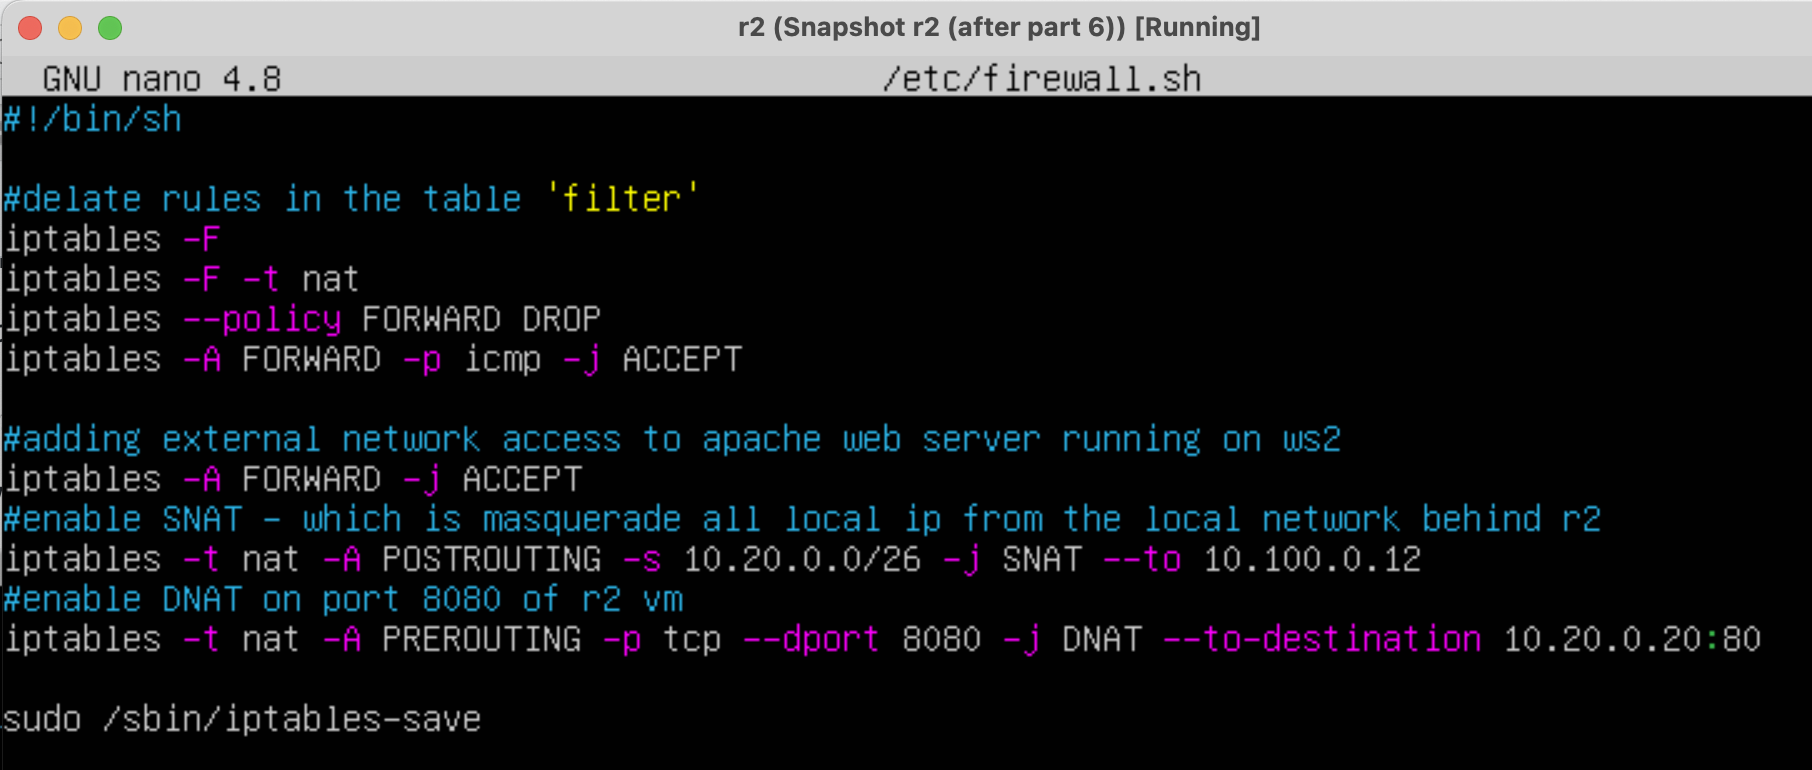 r2 (Snapshot r2 (after part 6)) [Running]
GNU nano 4.8 /etc/firewall.sh
#!/bin/sh
#delate rules in the table 'filter'
iptables -F
iptables -F -t nat
iptables --policy FORWARD DROP
iptables -A FORWARD -p icmp -j ACCEPT
#adding external network access to apache web server running on ws2
iptables -A FORWARD -j ACCEPT
#enable SNAT - which is masquerade all local ip from the local network behind r2
iptables -t nat -A POSTROUTING -s 10.20.0.0/26 -j SNAT --to 10.100.0.12
#enable DNAT on port 8080 of r2 vm
iptables -t nat -A PREROUTING -p tcp --dport 8080 -j DNAT --to-destination 10.20.0.20:80
sudo /sbin/iptables-save